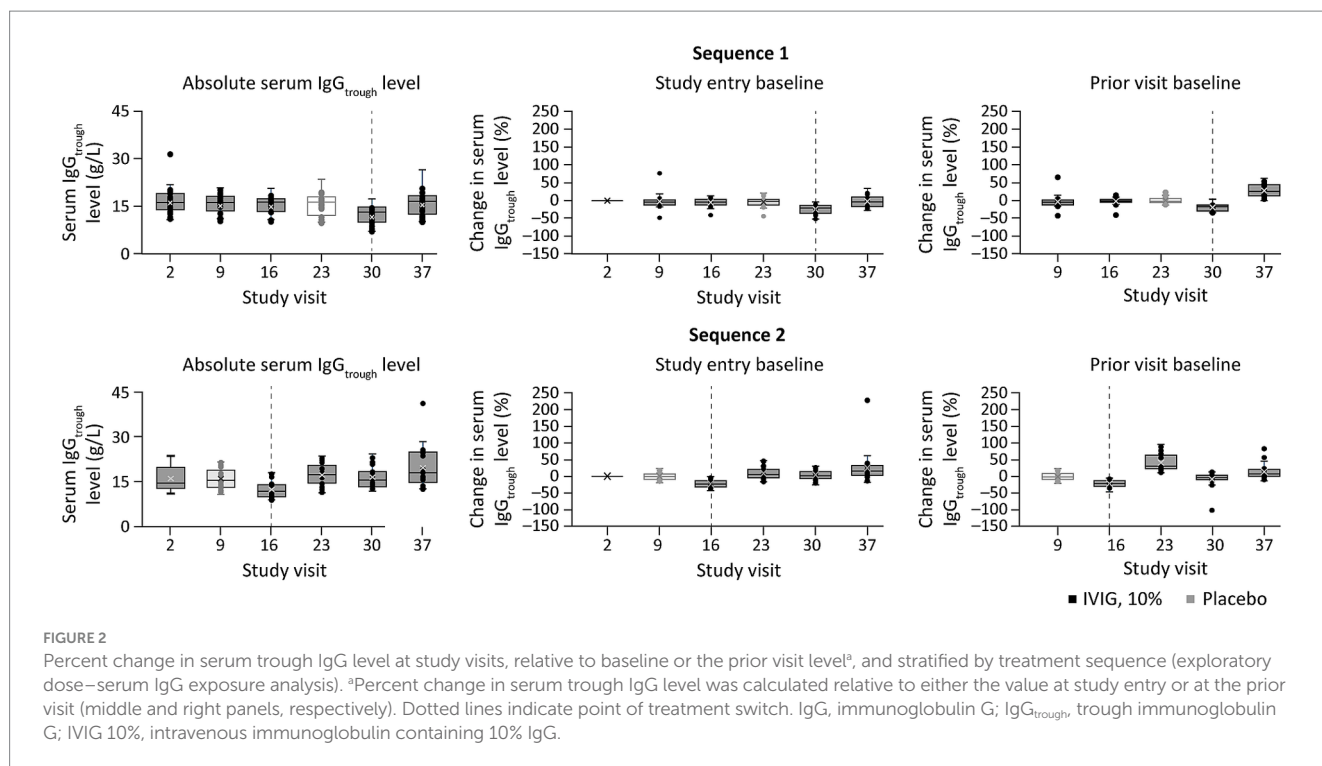 Sequence 1
Absolute serum IgGtrough level
Study entry baseline
Prior visit baseline
Serum IgGtrough
level (g/L)
45
30
15
0
2 9 16 23 30 37
Study visit
Change in serum
IgGtrough level (%)
250
200
150
100
50
0
−50
−100
−150
2 9 16 23 30 37
Study visit
Change in serum
IgGtrough level (%)
250
200
150
100
50
0
−50
−100
−150
9 16 23 30 37
Study visit
Sequence 2
Absolute serum IgGtrough level
Study entry baseline
Prior visit baseline
Serum IgGtrough
level (g/L)
45
30
15
0
2 9 16 23 30 37
Study visit
Change in serum
IgGtrough level (%)
250
200
150
100
50
0
−50
−100
−150
2 9 16 23 30 37
Study visit
Change in serum
IgGtrough level (%)
250
200
150
100
50
0
−50
−100
−150
9 16 23 30 37
Study visit
IVIG, 10% Placebo
FIGURE 2
Percent change in serum trough IgG level at study visits, relative to baseline or the prior visit levelᵃ, and stratified by treatment sequence (exploratory
dose–serum IgG exposure analysis). ᵃPercent change in serum trough IgG level was calculated relative to either the value at study entry or at the prior
visit (middle and right panels, respectively). Dotted lines indicate point of treatment switch. IgG, immunoglobulin G; IgGtrough, trough immunoglobulin
G; IVIG 10%, intravenous immunoglobulin containing 10% IgG.